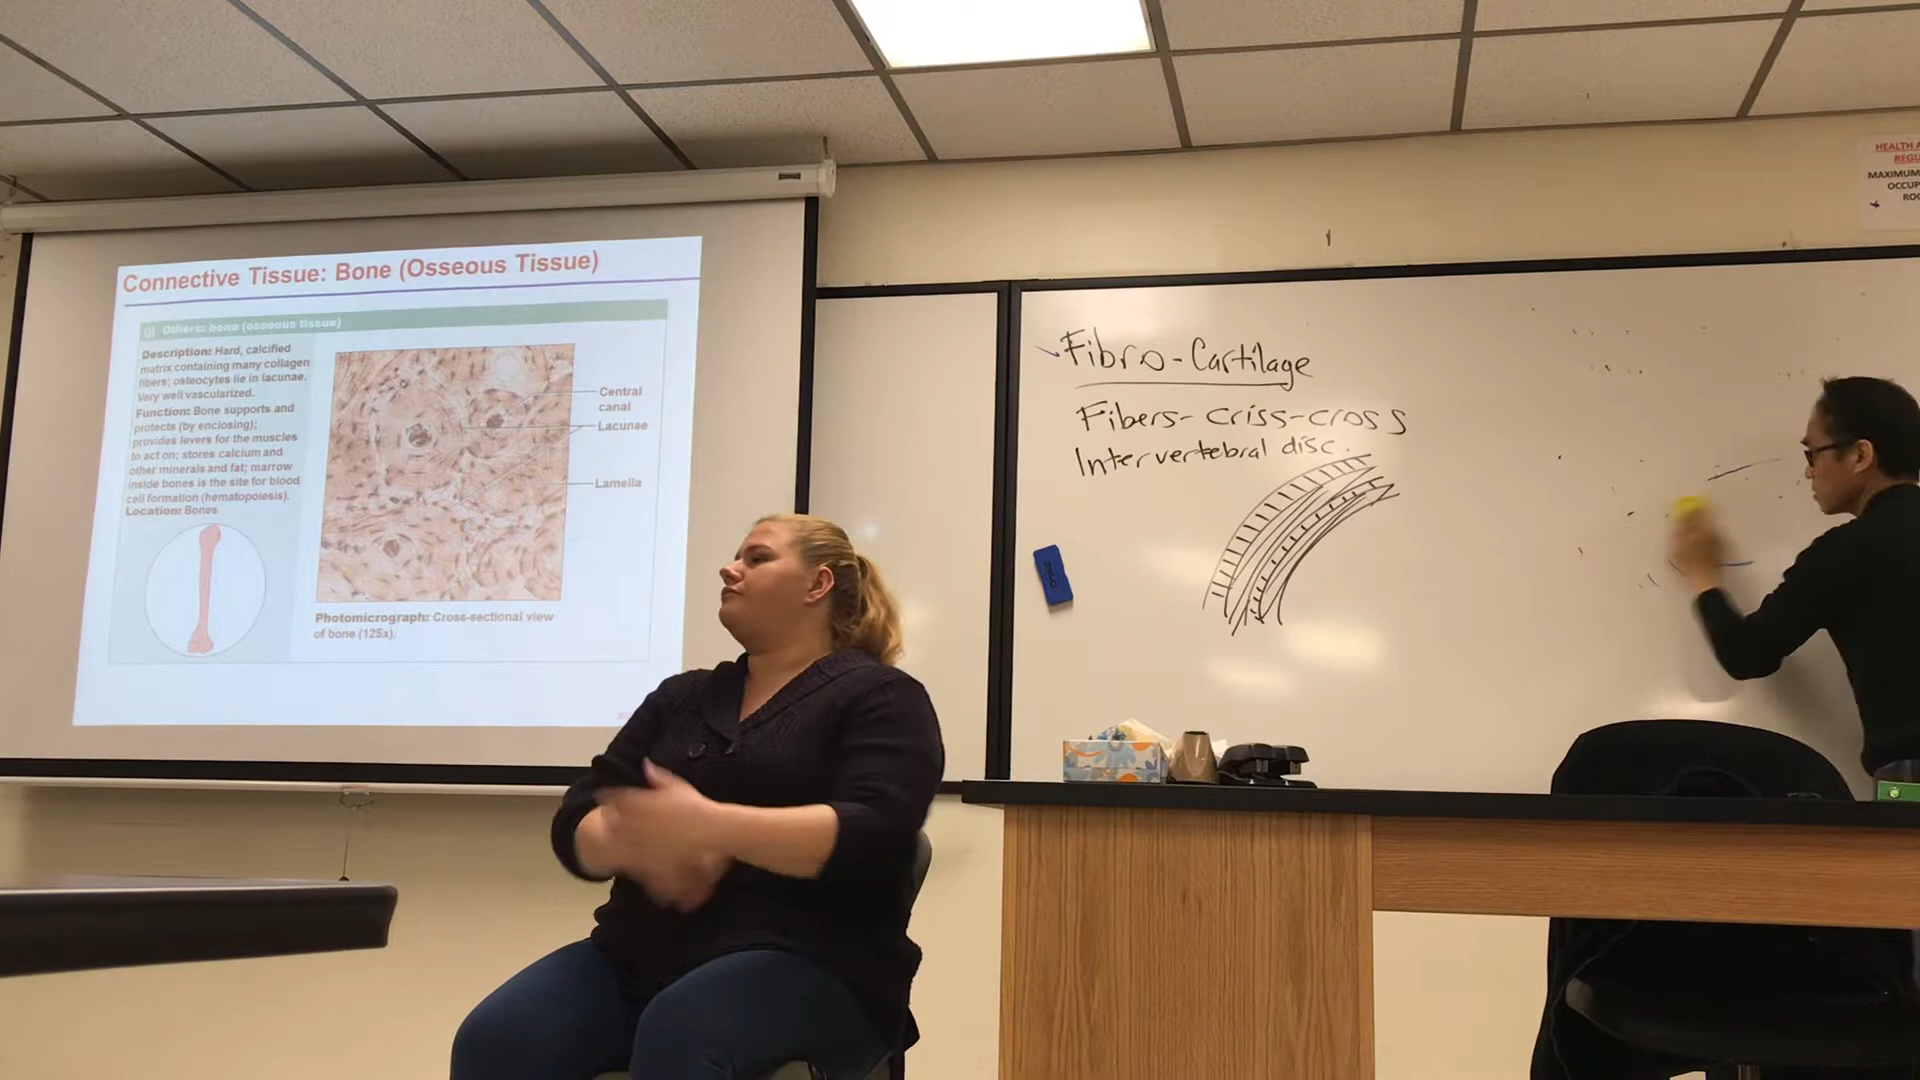 Connective Tissue: Bone (Osseous Tissue)
(j) Others: bone (osseous tissue)
Description: Hard, calcified
matrix containing many collagen
fibers; osteocytes lie in lacunae.
Very well vascularized.
Function: Bone supports and
protects (by enclosing);
provides levers for the muscles
to act on; stores calcium and
other minerals and fat; marrow
inside bones is the site for blood
cell formation (hematopoiesis).
Location: Bones
Central
canal
Lacunae
Lamella
Photomicrograph: Cross-sectional view
of bone (125x).
Fibro-Cartilage
Fibers-criss-cross
Intervertebral disc.
HEALTH
MAXIMUM